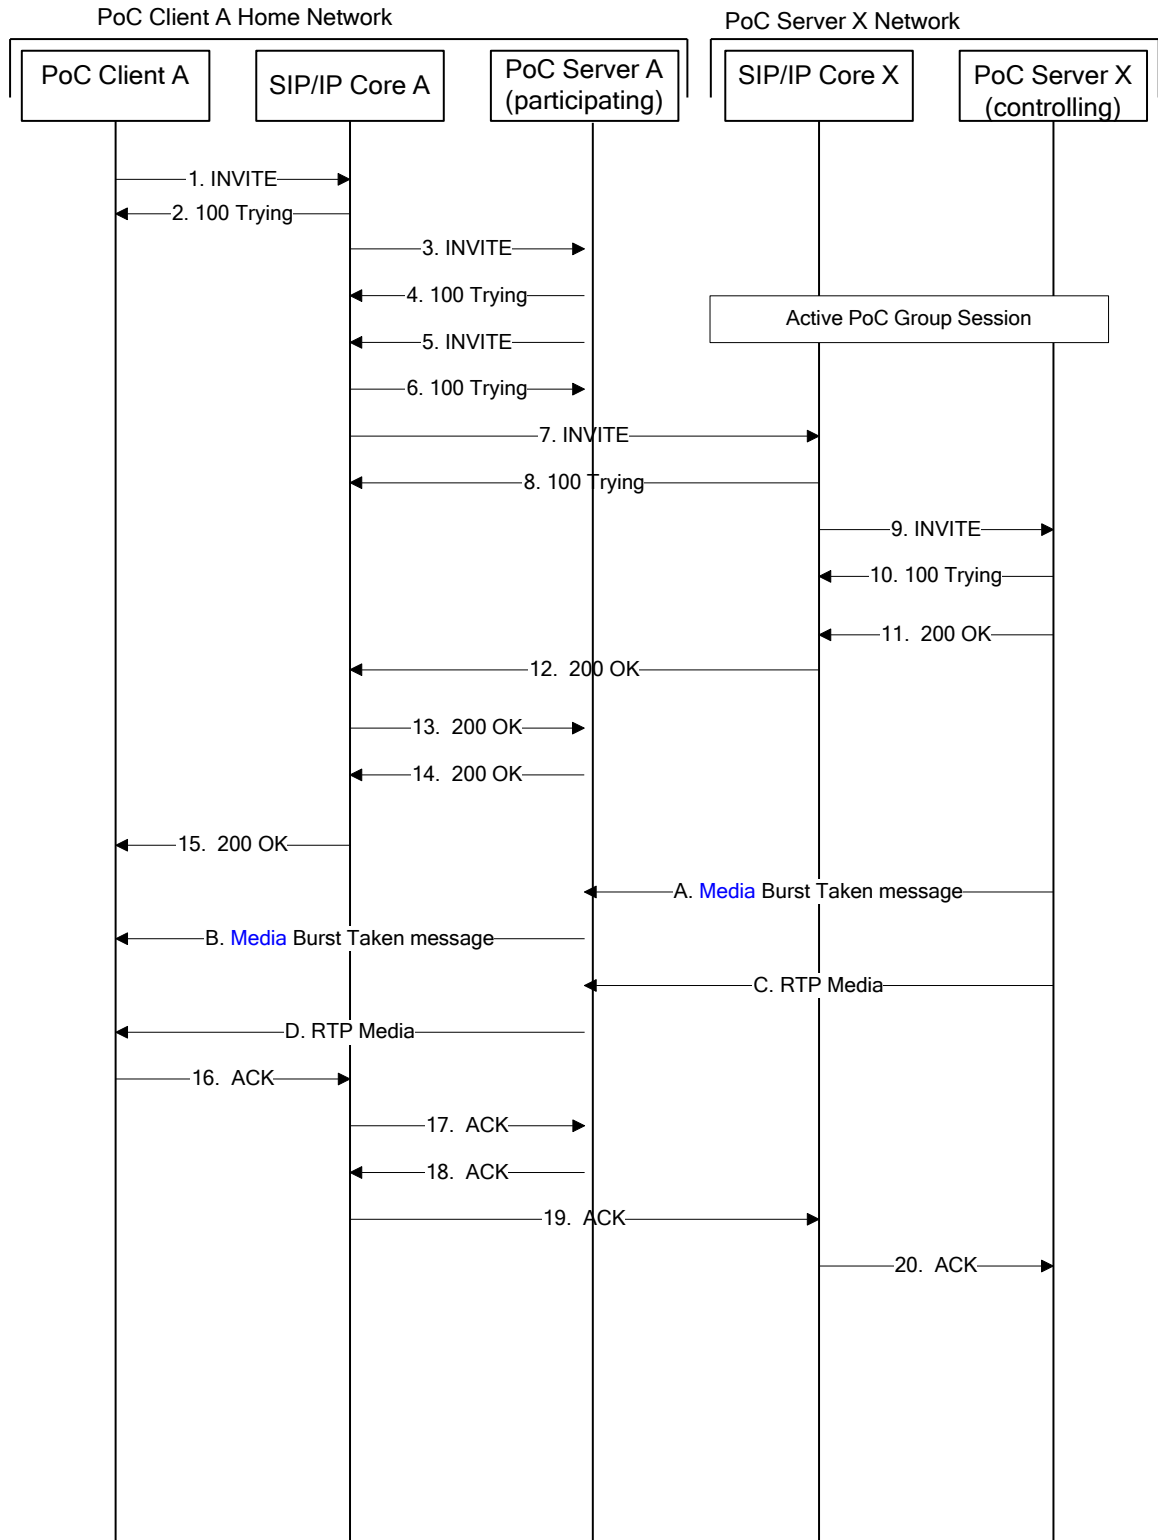 PoC Client A Home Network
PoC Server X Network
PoC Client A
SIP/IP Core A
PoC Server A
(participating)
SIP/IP Core X
PoC Server X
(controlling)
1. INVITE
2. 100 Trying
3. INVITE
4. 100 Trying
Active PoC Group Session
5. INVITE
6. 100 Trying
7. INVITE
8. 100 Trying
9. INVITE
10. 100 Trying
11. 200 OK
12. 200 OK
13. 200 OK
14. 200 OK
15. 200 OK
A. Media Burst Taken message
B. Media Burst Taken message
C. RTP Media
D. RTP Media
16. ACK
17. ACK
18. ACK
19. ACK
20. ACK